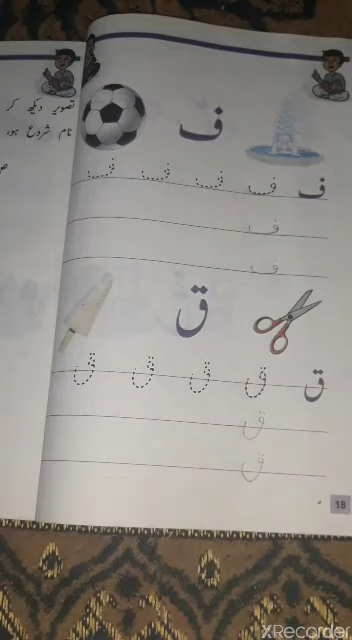 تصویر دیکھ کر
نام شروع ہو،
ف
ف ف ف ف ف
ف
ف
ق
ق ق ق ق ق
ق
ق
18
XRecorder